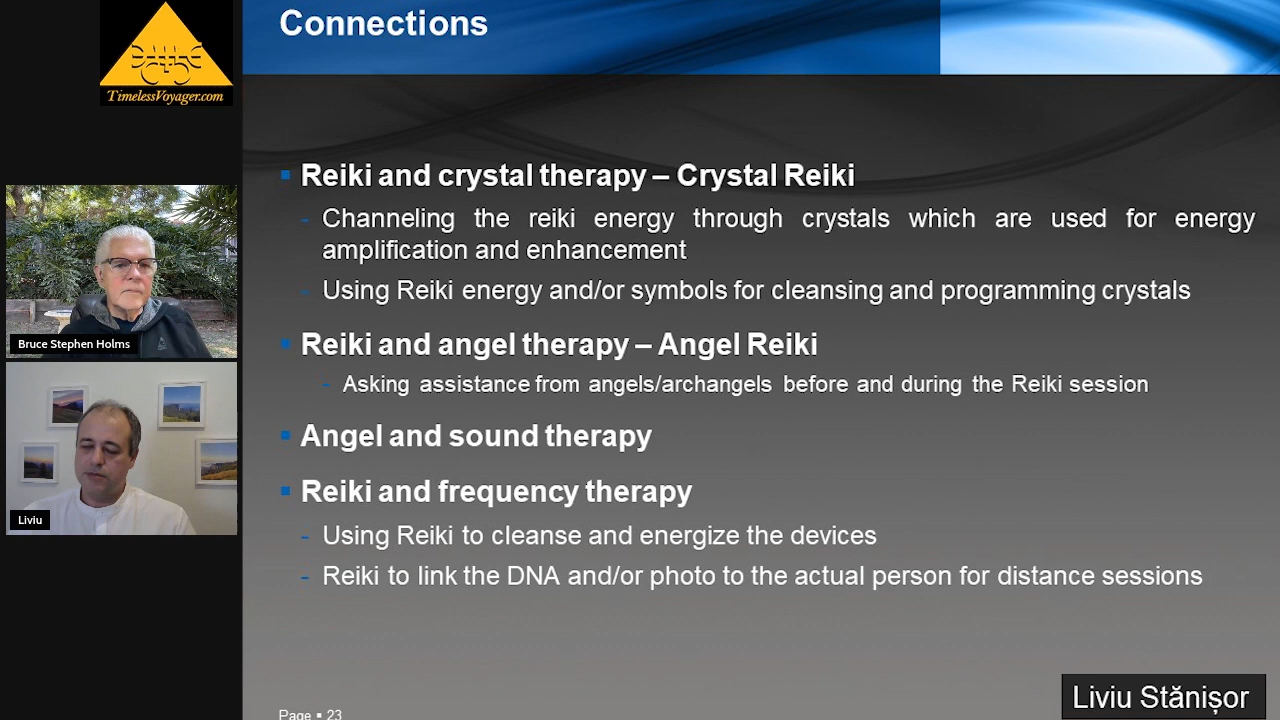 Connections
TimelessVoyager.com
Reiki and crystal therapy – Crystal Reiki
- Channeling the reiki energy through crystals which are used for energy
amplification and enhancement
- Using Reiki energy and/or symbols for cleansing and programming crystals
Reiki and angel therapy – Angel Reiki
- Asking assistance from angels/archangels before and during the Reiki session
Angel and sound therapy
Reiki and frequency therapy
- Using Reiki to cleanse and energize the devices
- Reiki to link the DNA and/or photo to the actual person for distance sessions
Bruce Stephen Holms
Liviu
Liviu Stănișor
Page ▪ 23